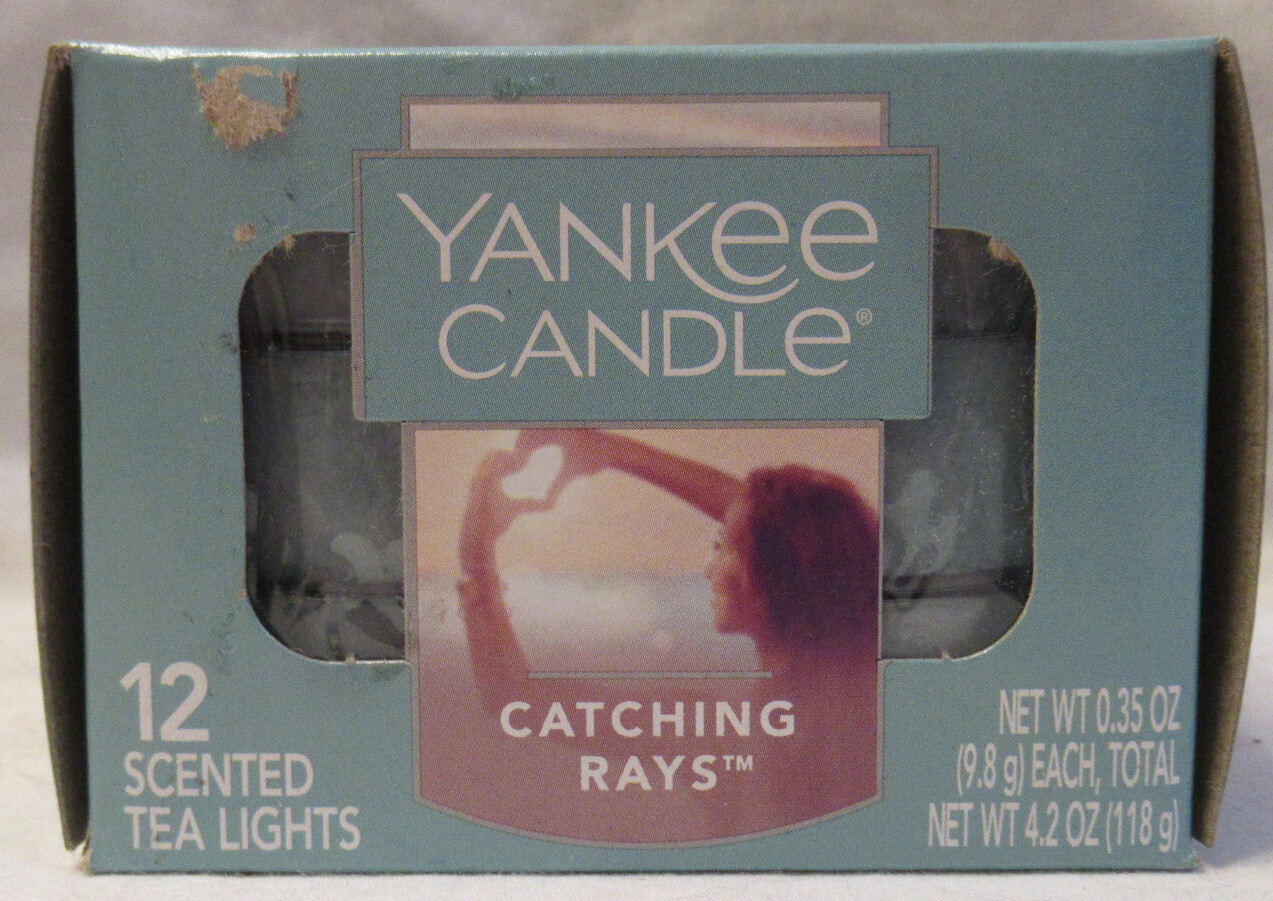 YANKee
CANDLe®
CATCHING
RAYS™
12
SCENTED
TEA LIGHTS
NET WT 0.35 OZ
(9.8 g) EACH, TOTAL
NET WT 4.2 OZ (118 g)